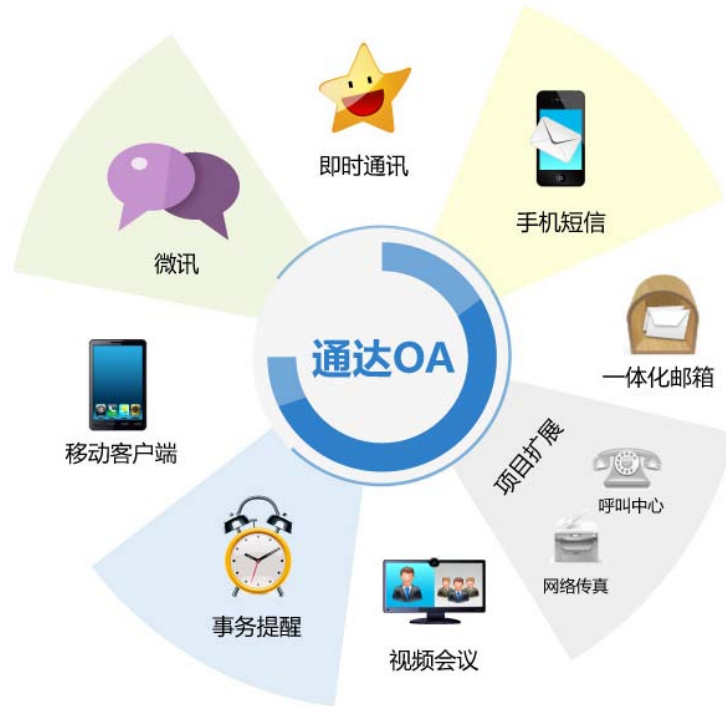 即时通讯
手机短信
微讯
一体化邮箱
通达OA
移动客户端
项目扩展
呼叫中心
网络传真
事务提醒
视频会议